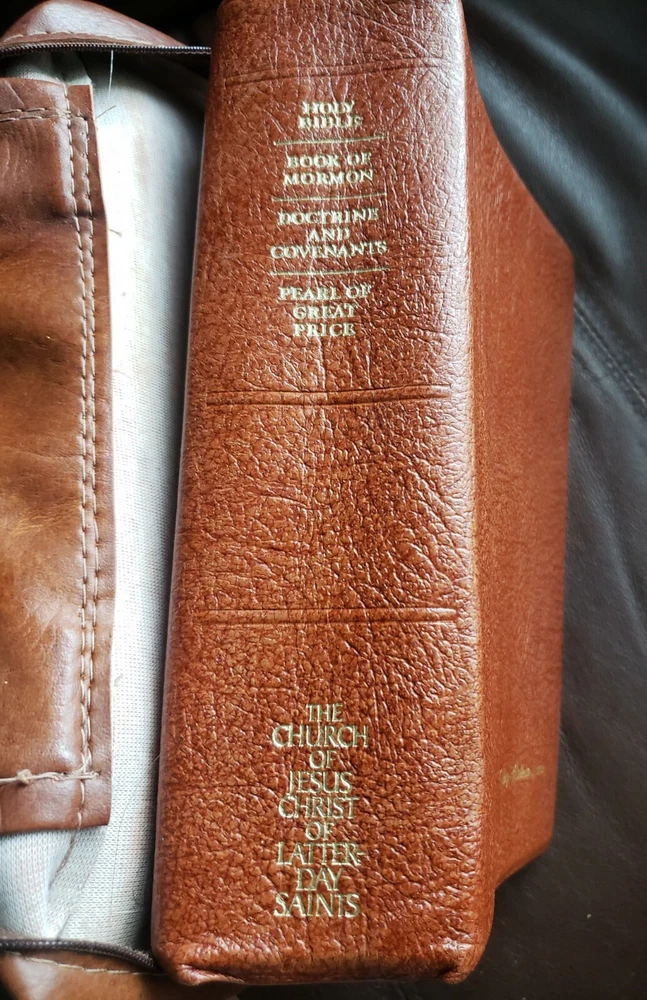 HOLY
BIBLE
BOOK OF
MORMON
DOCTRINE
AND
COVENANTS
PEARL OF
GREAT
PRICE
THE
CHURCH
OF
JESUS
CHRIST
OF
LATTER-
DAY
SAINTS